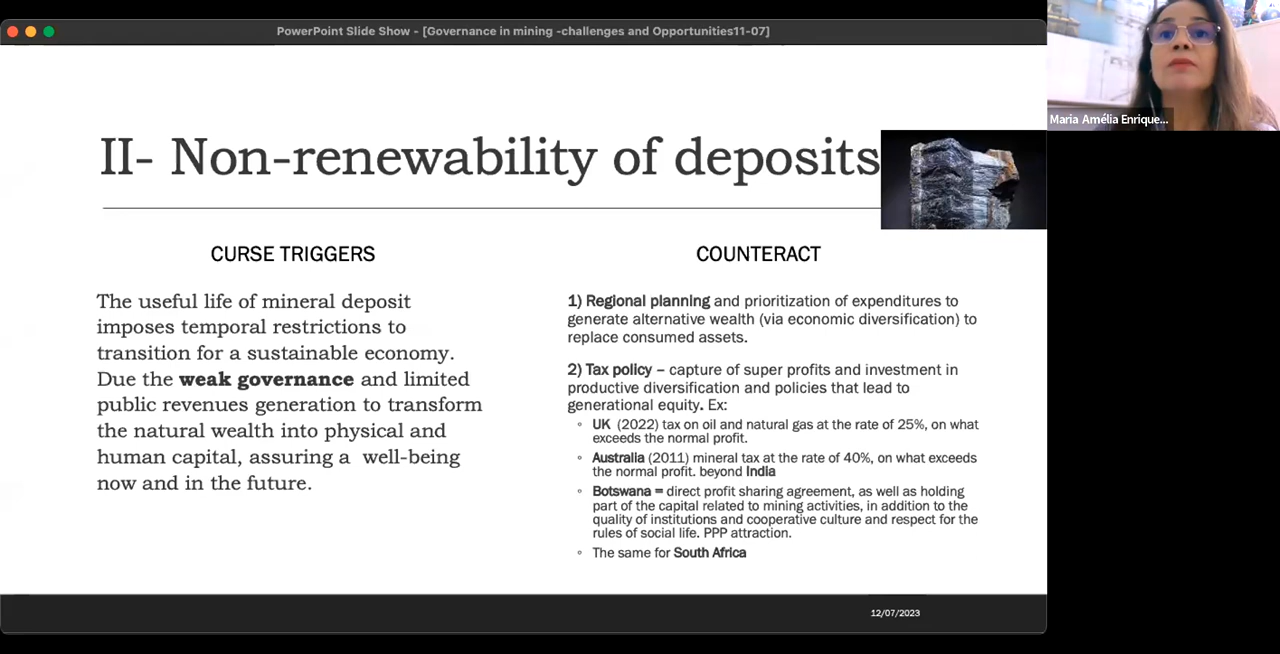 PowerPoint Slide Show - [Governance in mining -challenges and Opportunities11-07]
Maria Amélia Enrique...
II- Non-renewability of deposits
CURSE TRIGGERS
The useful life of mineral deposit
imposes temporal restrictions to
transition for a sustainable economy.
Due the weak governance and limited
public revenues generation to transform
the natural wealth into physical and
human capital, assuring a well-being
now and in the future.
COUNTERACT
1) Regional planning and prioritization of expenditures to
generate alternative wealth (via economic diversification) to
replace consumed assets.
2) Tax policy – capture of super profits and investment in
productive diversification and policies that lead to
generational equity. Ex:
◦ UK (2022) tax on oil and natural gas at the rate of 25%, on what
exceeds the normal profit.
◦ Australia (2011) mineral tax at the rate of 40%, on what exceeds
the normal profit. beyond India
◦ Botswana = direct profit sharing agreement, as well as holding
part of the capital related to mining activities, in addition to the
quality of institutions and cooperative culture and respect for the
rules of social life. PPP attraction.
◦ The same for South Africa
12/07/2023